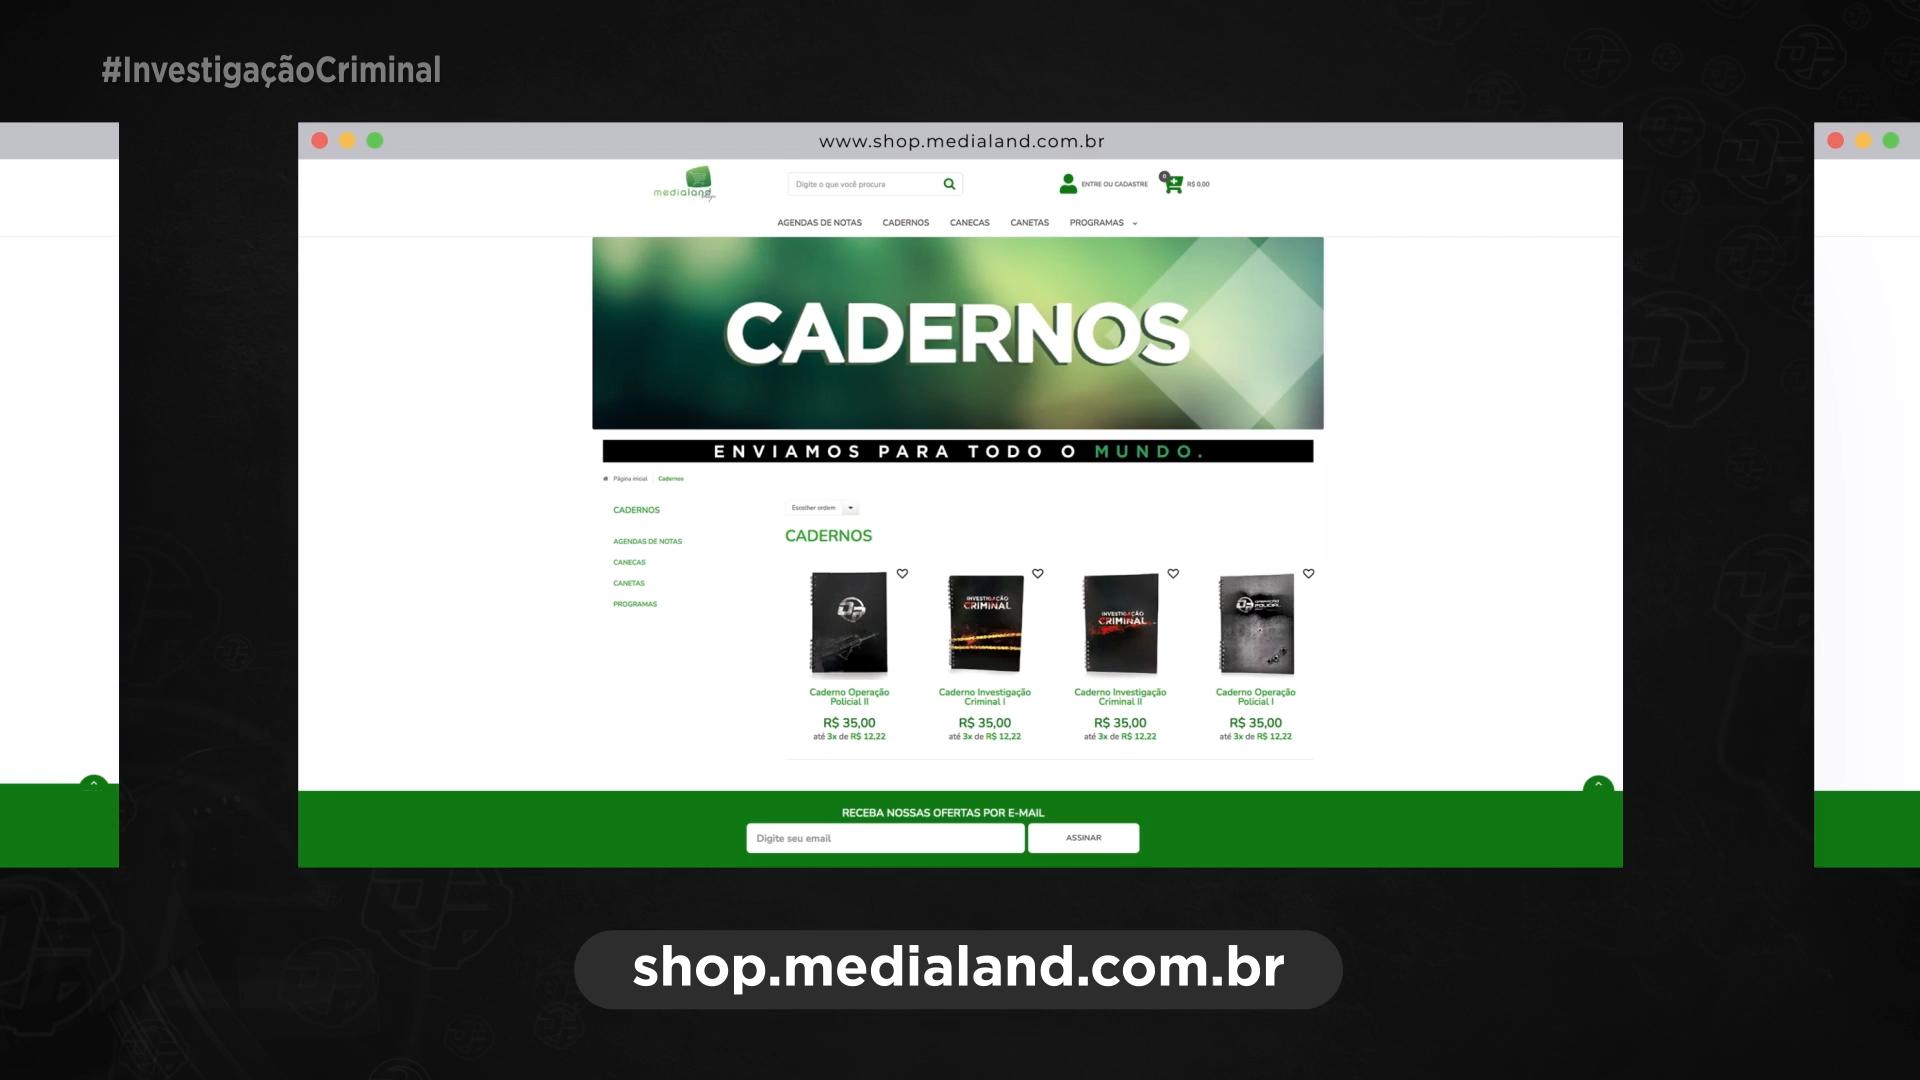 #InvestigaçãoCriminal
www.shop.medialand.com.br
medialand
Digite o que você procura
ENTRE OU CADASTRE
0
R$ 0,00
AGENDAS DE NOTAS CADERNOS CANECAS CANETAS PROGRAMAS
CADERNOS
ENVIAMOS PARA TODO O MUNDO.
Página inicial Cadernos
CADERNOS
AGENDAS DE NOTAS
CANECAS
CANETAS
PROGRAMAS
Escolher ordem
CADERNOS
INVESTIGAÇÃO
CRIMINAL
INVESTIGAÇÃO
CRIMINAL
OPERAÇÃO
POLICIAL
Caderno Operação
Policial II
R$ 35,00
até 3x de R$ 12,22
Caderno Investigação
Criminal I
R$ 35,00
até 3x de R$ 12,22
Caderno Investigação
Criminal II
R$ 35,00
até 3x de R$ 12,22
Caderno Operação
Policial I
R$ 35,00
até 3x de R$ 12,22
RECEBA NOSSAS OFERTAS POR E-MAIL
Digite seu email
ASSINAR
shop.medialand.com.br